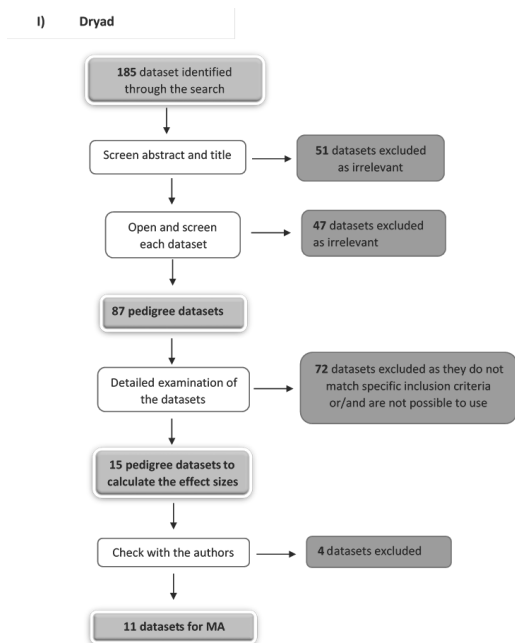 I) Dryad
185 dataset identified
through the search
Screen abstract and title
51 datasets excluded
as irrelevant
Open and screen
each dataset
47 datasets excluded
as irrelevant
87 pedigree datasets
Detailed examination of
the datasets
72 datasets excluded as they do not
match specific inclusion criteria
or/and are not possible to use
15 pedigree datasets to
calculate the effect sizes
Check with the authors
4 datasets excluded
11 datasets for MA